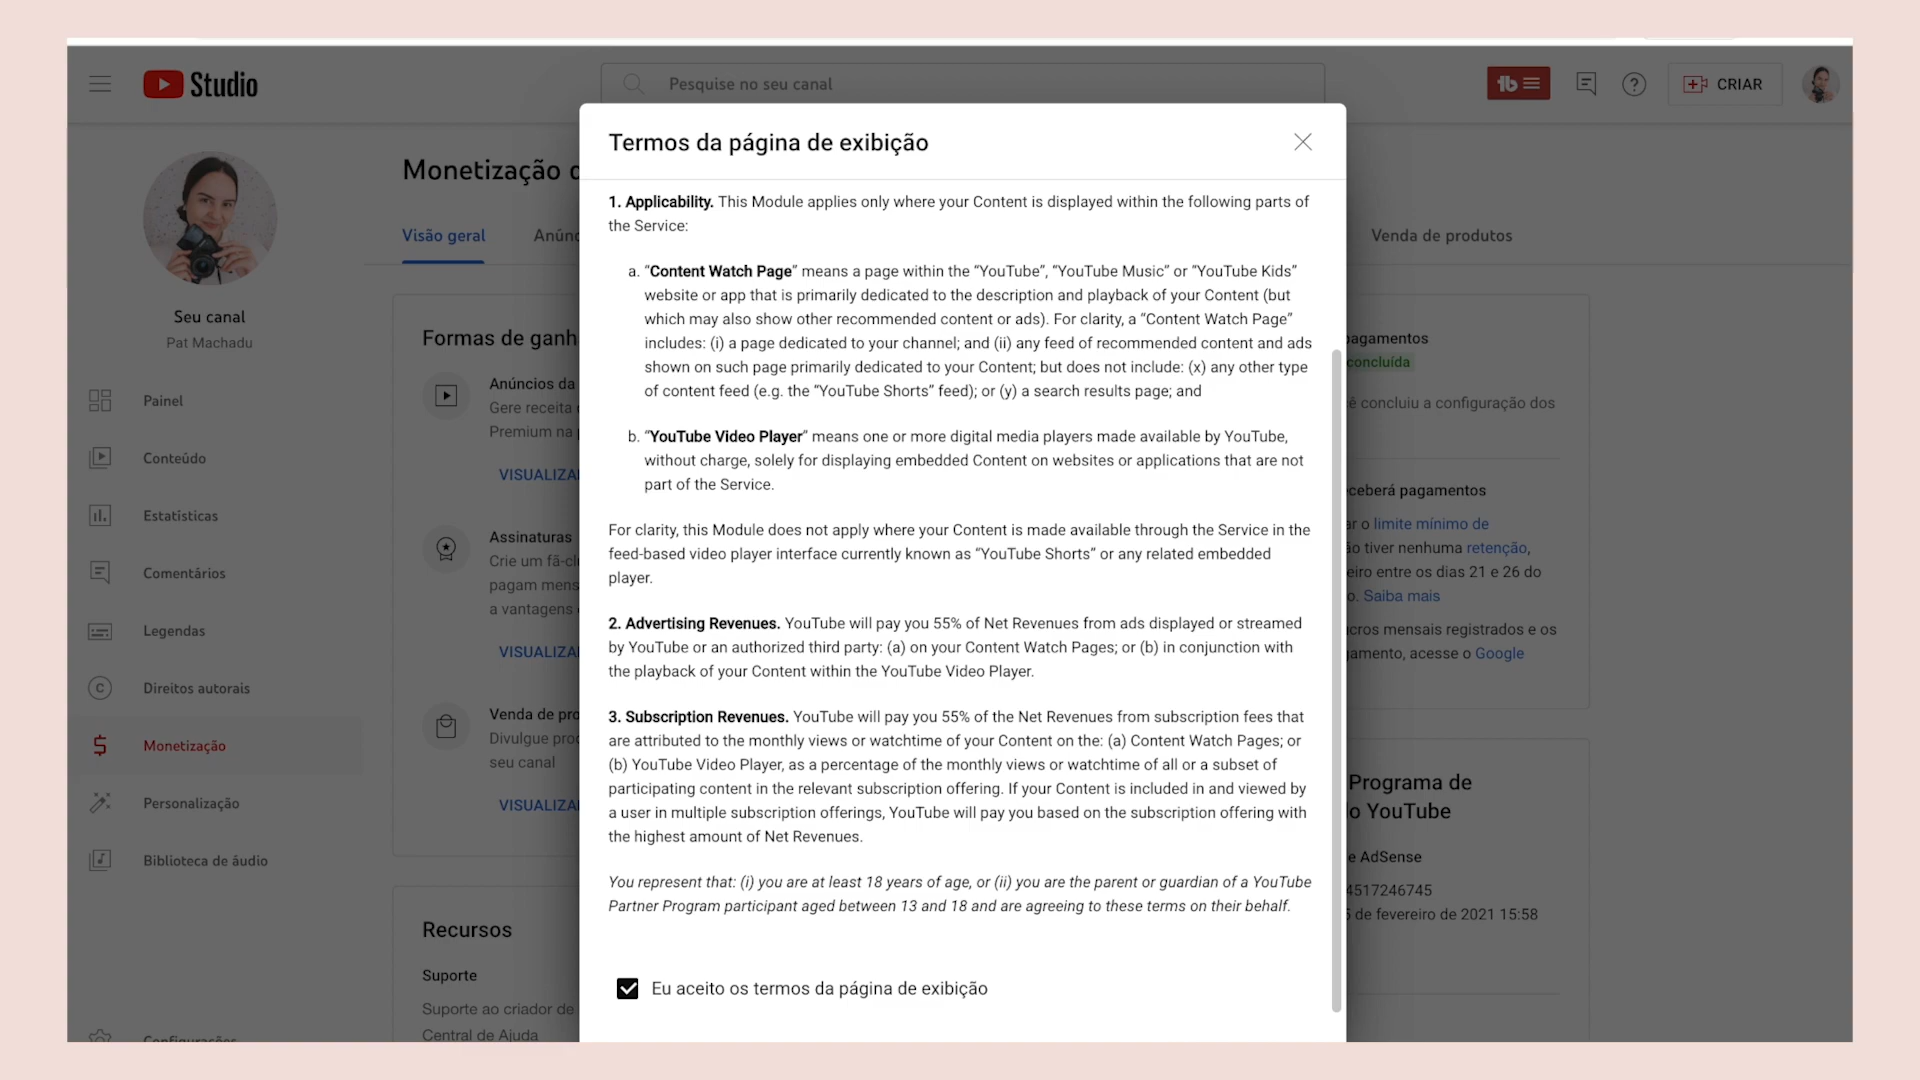 Studio
Pesquise no seu canal
CRIAR
Seu canal
Pat Machadu
Painel
Conteúdo
Estatísticas
Comentários
Legendas
Direitos autorais
Monetização
Personalização
Biblioteca de áudio
Configurações
Monetização
Visão geral
Venda de produtos
Formas de
Anúncios da
Gere receita
Premium na
Assinaturas
Crie um
pagam
a vantagens
Venda de
Divulgue
seu canal
Recursos
Suporte
Suporte ao criador de
Central de Ajuda
Termos da página de exibição
1. Applicability. This Module applies only where your Content is displayed within the following parts of
the Service:
a. “Content Watch Page” means a page within the “YouTube”, “YouTube Music” or “YouTube Kids”
website or app that is primarily dedicated to the description and playback of your Content (but
which may also show other recommended content or ads). For clarity, a “Content Watch Page”
includes: (i) a page dedicated to your channel; and (ii) any feed of recommended content and ads
shown on such page primarily dedicated to your Content; but does not include: (x) any other type
of content feed (e.g. the “YouTube Shorts” feed); or (y) a search results page; and
b. “YouTube Video Player” means one or more digital media players made available by YouTube,
without charge, solely for displaying embedded Content on websites or applications that are not
part of the Service.
For clarity, this Module does not apply where your Content is made available through the Service in the
feed-based video player interface currently known as “YouTube Shorts” or any related embedded
player.
2. Advertising Revenues. YouTube will pay you 55% of Net Revenues from ads displayed or streamed
by YouTube or an authorized third party: (a) on your Content Watch Pages; or (b) in conjunction with
the playback of your Content within the YouTube Video Player.
3. Subscription Revenues. YouTube will pay you 55% of the Net Revenues from subscription fees that
are attributed to the monthly views or watchtime of your Content on the: (a) Content Watch Pages; or
(b) YouTube Video Player, as a percentage of the monthly views or watchtime of all or a subset of
participating content in the relevant subscription offering. If your Content is included in and viewed by
a user in multiple subscription offerings, YouTube will pay you based on the subscription offering with
the highest amount of Net Revenues.
You represent that: (i) you are at least 18 years of age, or (ii) you are the parent or guardian of a YouTube
Partner Program participant aged between 13 and 18 and are agreeing to these terms on their behalf.
Eu aceito os termos da página de exibição
pagamentos
concluída
concluiu a configuração dos
pagamentos
o limite mínimo de
tiver nenhuma retenção,
entre os dias 21 e 26 do
Saiba mais
mensais registrados e os
acesse o Google
Programa de
YouTube
AdSense
4517246745
de fevereiro de 2021 15:58